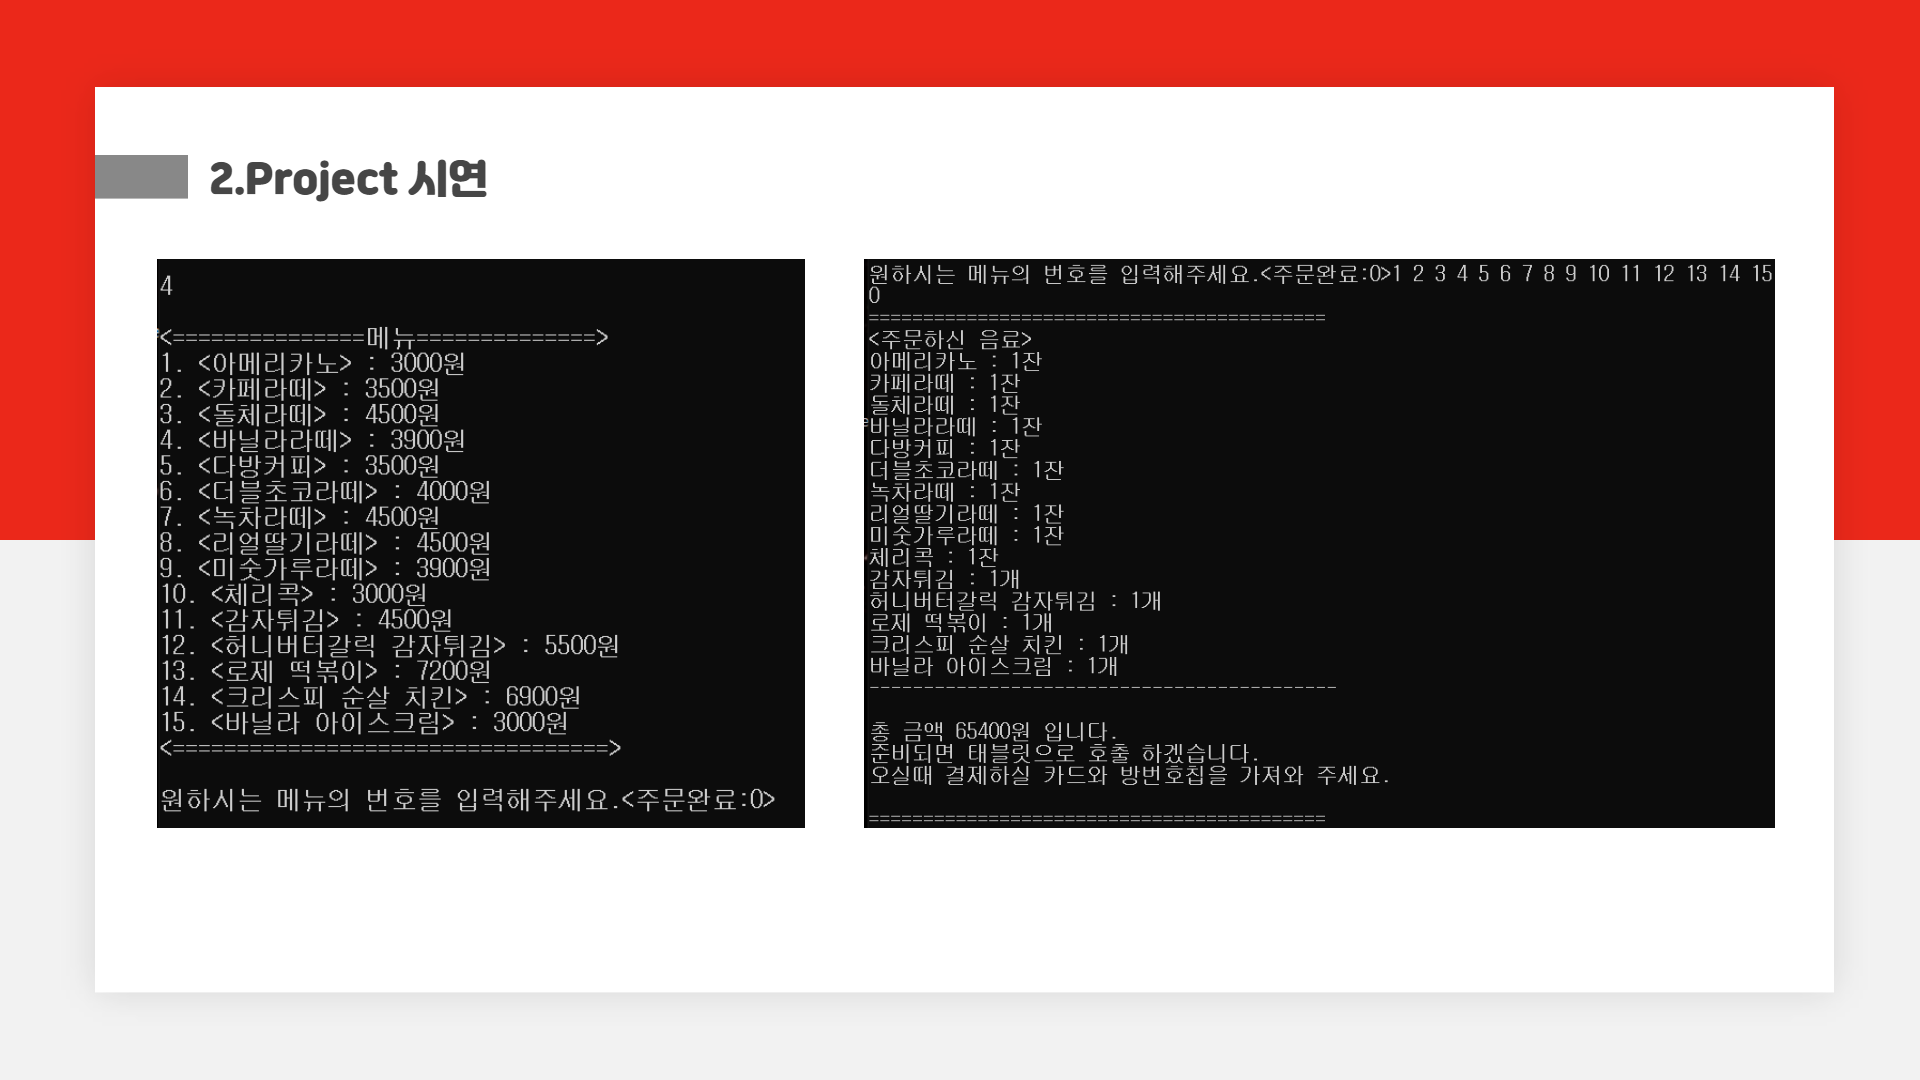 2.Project 시연
4
<===============메뉴==============>
1. <아메리카노> : 3000원
2. <카페라떼> : 3500원
3. <돌체라떼> : 4500원
4. <바닐라라떼> : 3900원
5. <다방커피> : 3500원
6. <더블초코라떼> : 4000원
7. <녹차라떼> : 4500원
8. <리얼딸기라떼> : 4500원
9. <미숫가루라떼> : 3900원
10. <체리콕> : 3000원
11. <감자튀김> : 4500원
12. <허니버터갈릭 감자튀김> : 5500원
13. <로제 떡볶이> : 7200원
14. <크리스피 순살 치킨> : 6900원
15. <바닐라 아이스크림> : 3000원
<==================================>
원하시는 메뉴의 번호를 입력해주세요.<주문완료:0>
원하시는 메뉴의 번호를 입력해주세요.<주문완료:0>1 2 3 4 5 6 7 8 9 10 11 12 13 14 15
0
==========================================
<주문하신 음료>
아메리카노 : 1잔
카페라떼 : 1잔
돌체라떼 : 1잔
바닐라라떼 : 1잔
다방커피 : 1잔
더블초코라떼 : 1잔
녹차라떼 : 1잔
리얼딸기라떼 : 1잔
미숫가루라떼 : 1잔
체리콕 : 1잔
감자튀김 : 1개
허니버터갈릭 감자튀김 : 1개
로제 떡볶이 : 1개
크리스피 순살 치킨 : 1개
바닐라 아이스크림 : 1개
-------------------------------------------
총 금액 65400원 입니다.
준비되면 태블릿으로 호출 하겠습니다.
오실때 결제하실 카드와 방번호칩을 가져와 주세요.
==========================================